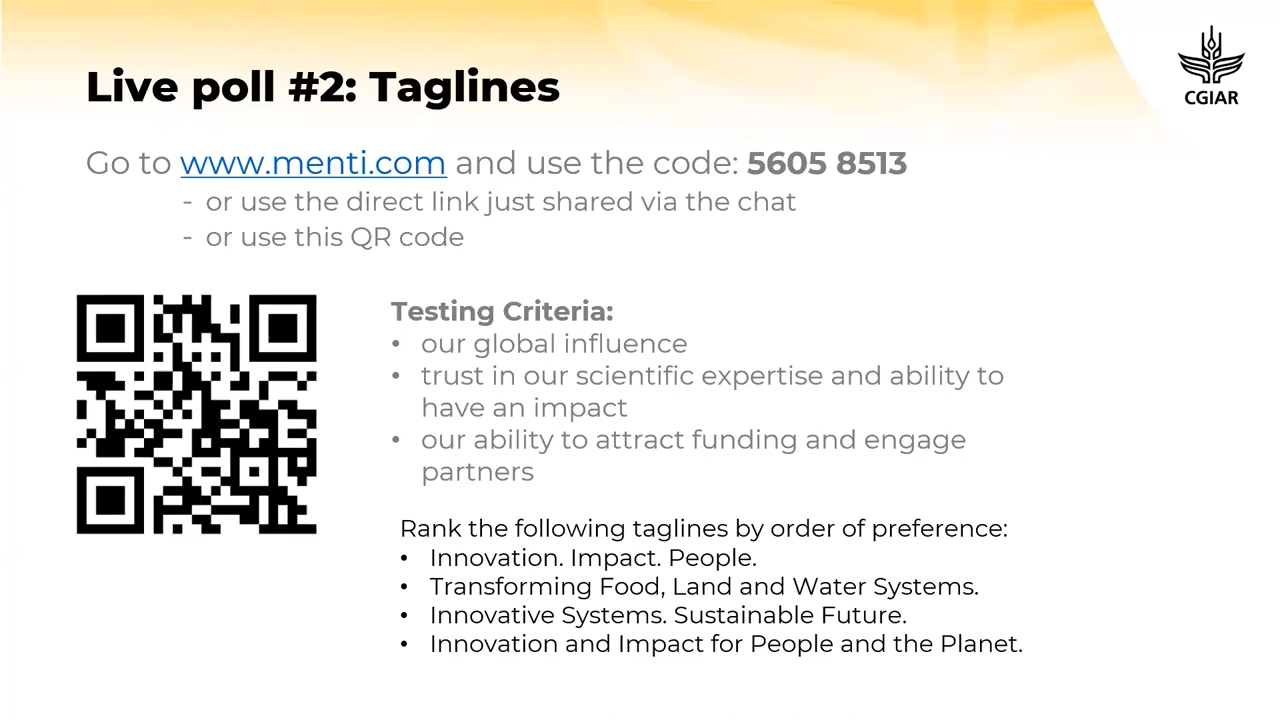 Live poll #2: Taglines
CGIAR
Go to www.menti.com and use the code: 5605 8513
- or use the direct link just shared via the chat
- or use this QR code
Testing Criteria:
• our global influence
• trust in our scientific expertise and ability to
have an impact
• our ability to attract funding and engage
partners
Rank the following taglines by order of preference:
• Innovation. Impact. People.
• Transforming Food, Land and Water Systems.
• Innovative Systems. Sustainable Future.
• Innovation and Impact for People and the Planet.